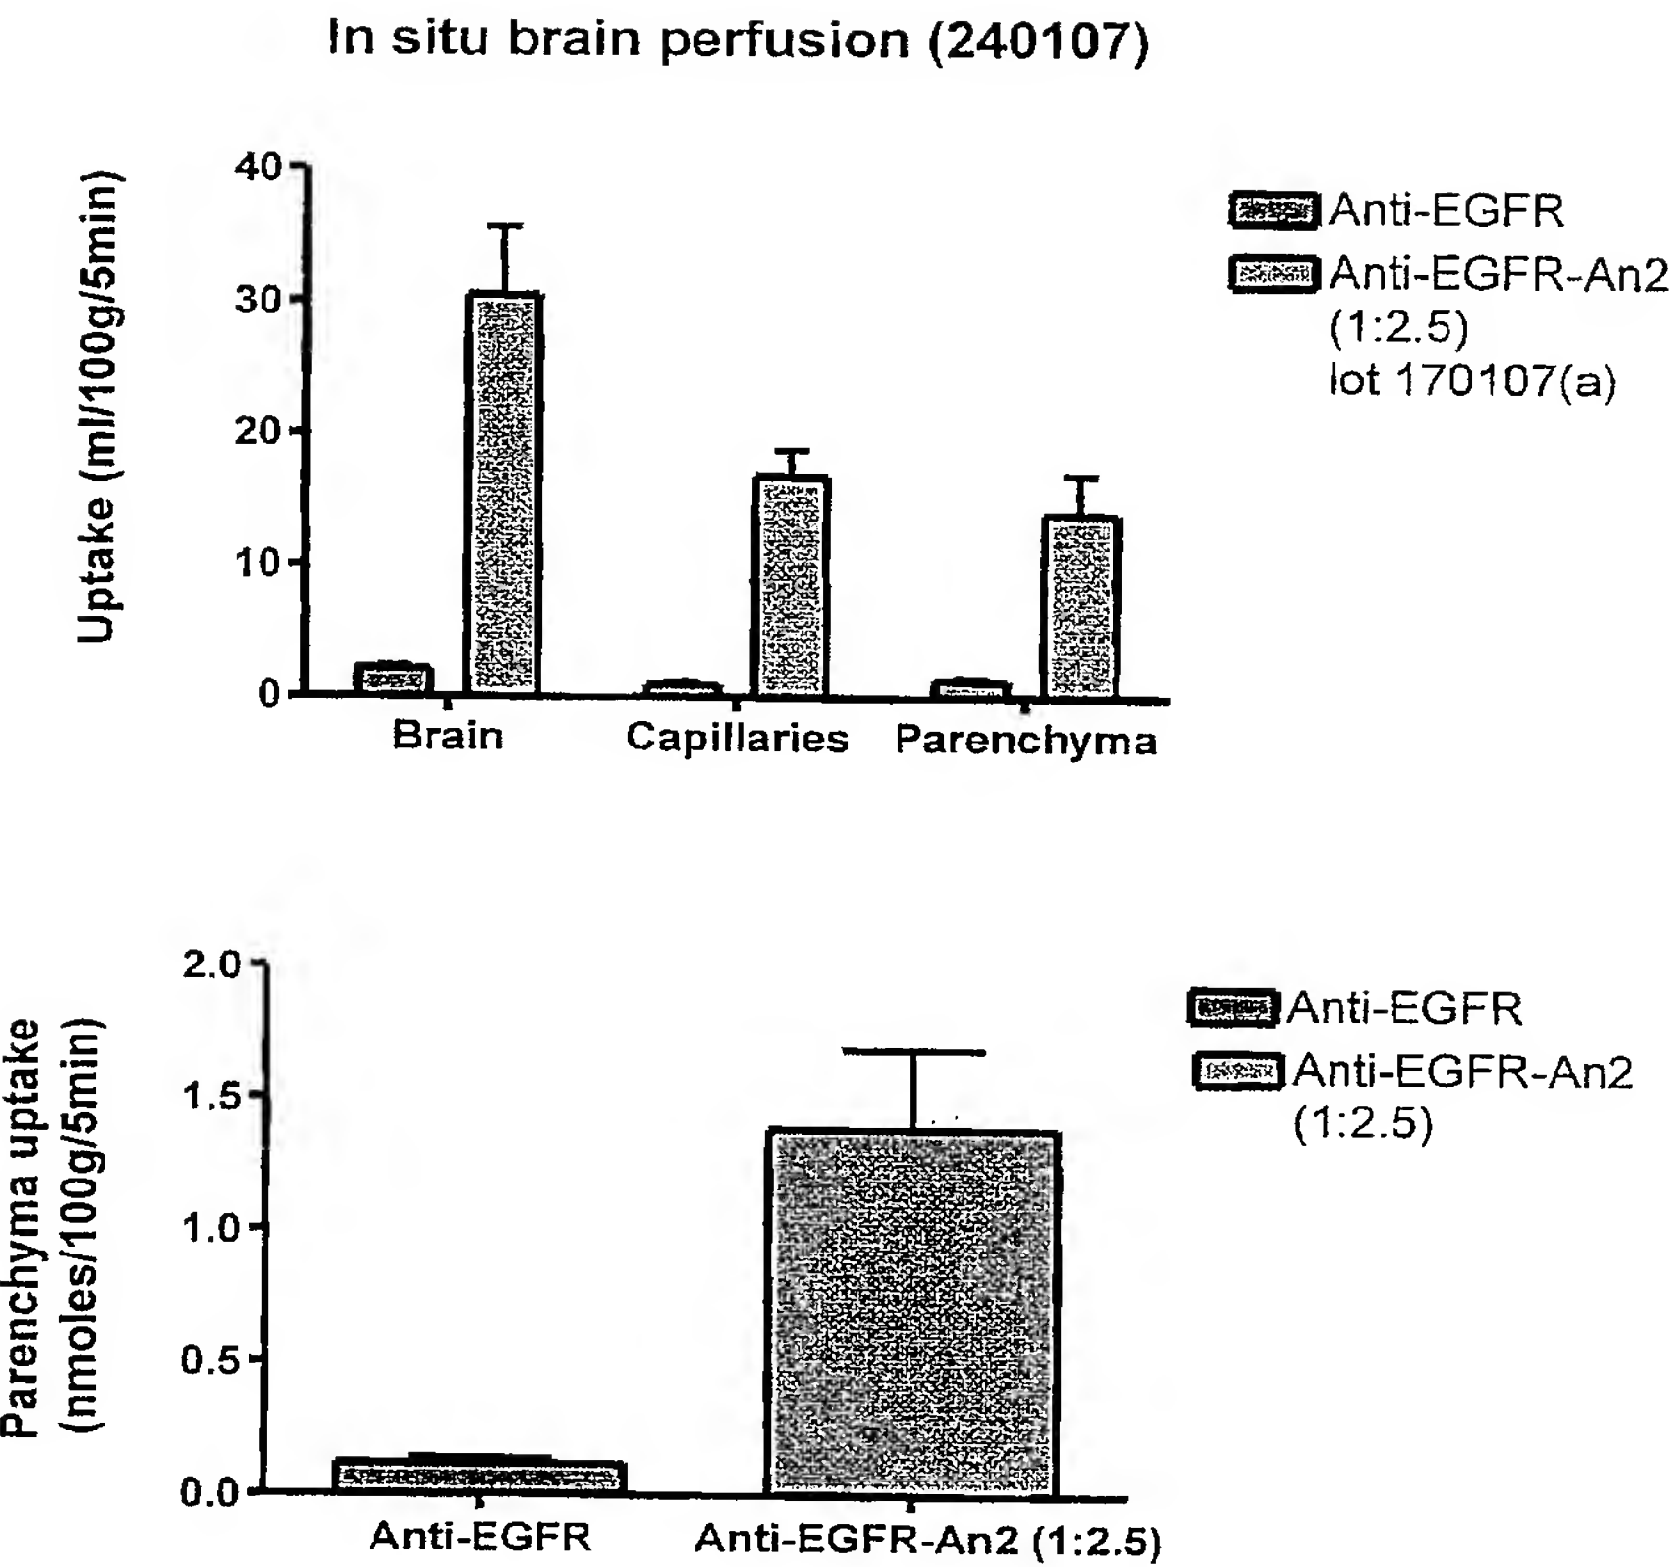 In situ brain perfusion (240107)
Uptake (ml/100g/5min)
40
30
20
10
0
Brain
Capillaries
Parenchyma
Anti-EGFR
Anti-EGFR-An2
(1:2.5)
lot 170107(a)
Parenchyma uptake
(nmoles/100g/5min)
2.0
1.5
1.0
0.5
0.0
Anti-EGFR
Anti-EGFR-An2 (1:2.5)
Anti-EGFR
Anti-EGFR-An2
(1:2.5)